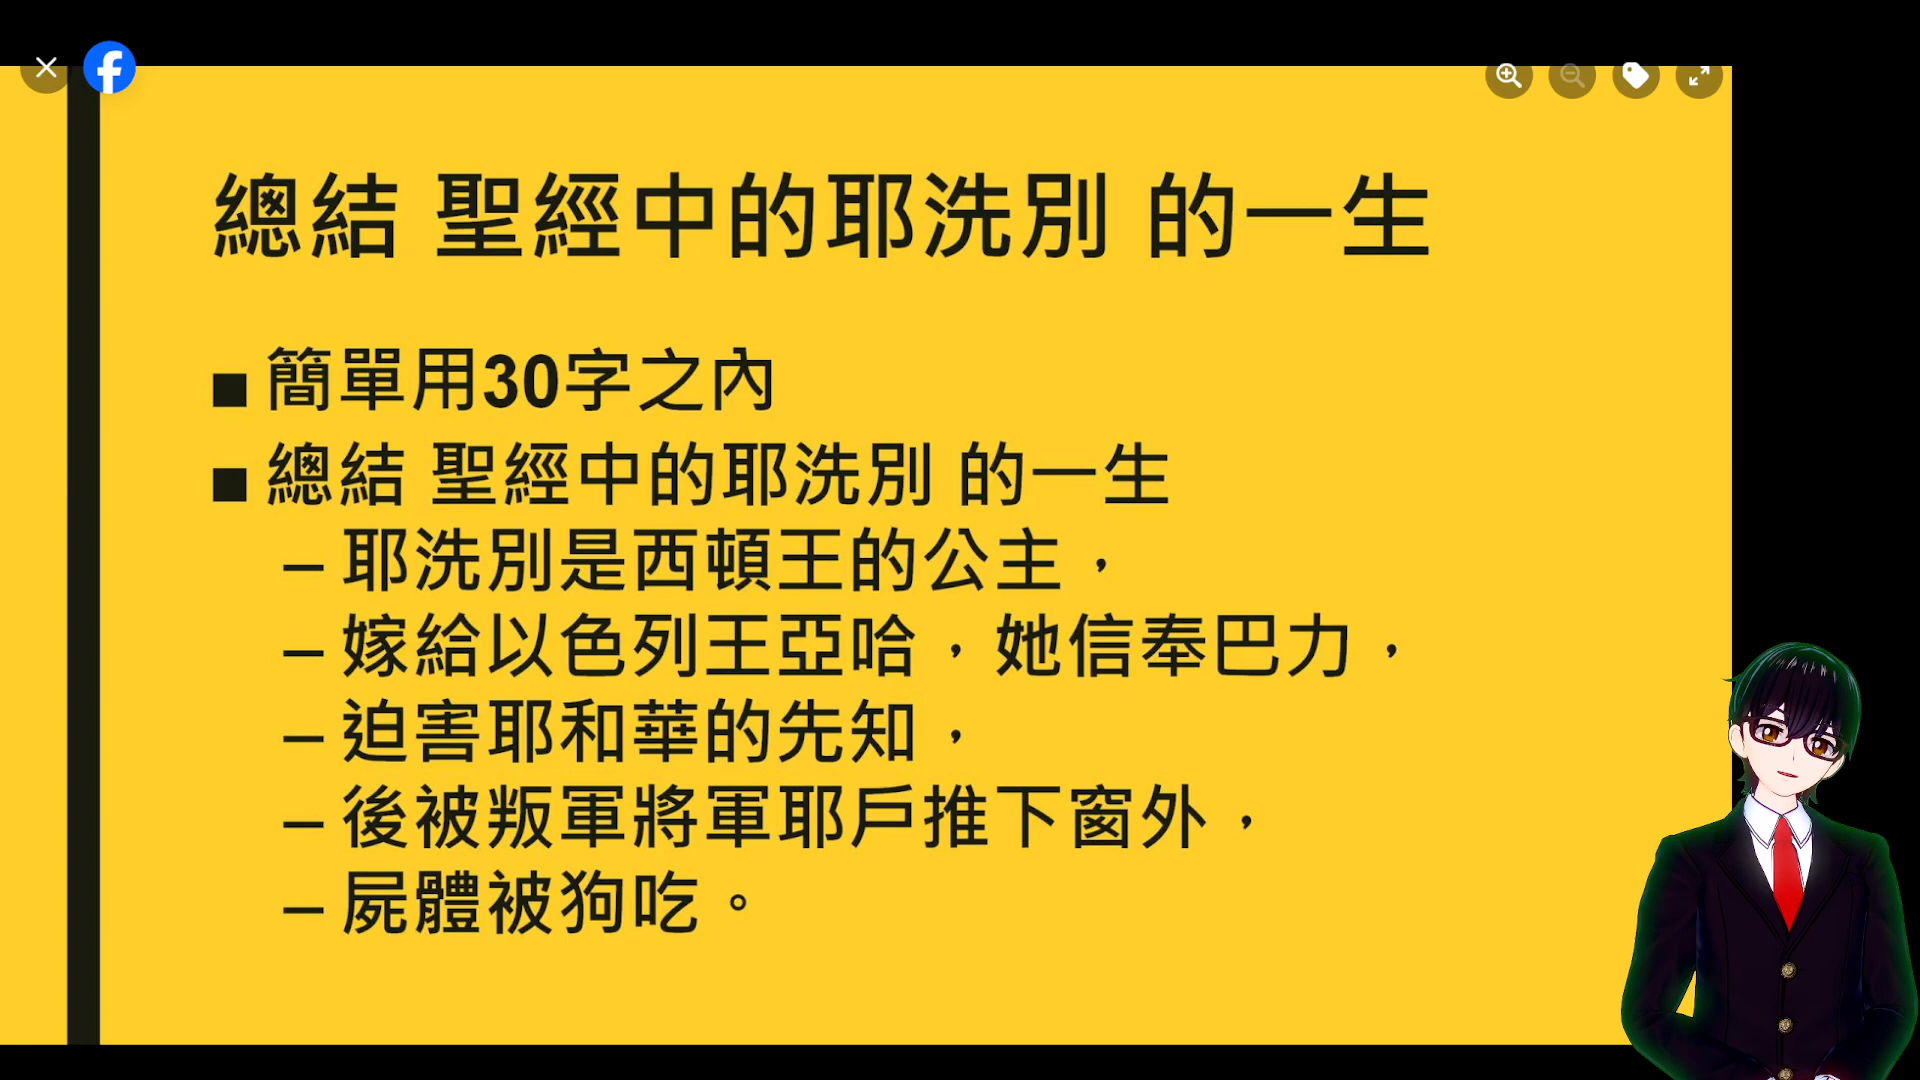 總結 聖經中的耶洗別 的一生
■ 簡單用30字之內
■ 總結 聖經中的耶洗別 的一生
– 耶洗別是西頓王的公主，
– 嫁給以色列王亞哈，她信奉巴力，
– 迫害耶和華的先知，
– 後被叛軍將軍耶戶推下窗外，
– 屍體被狗吃。